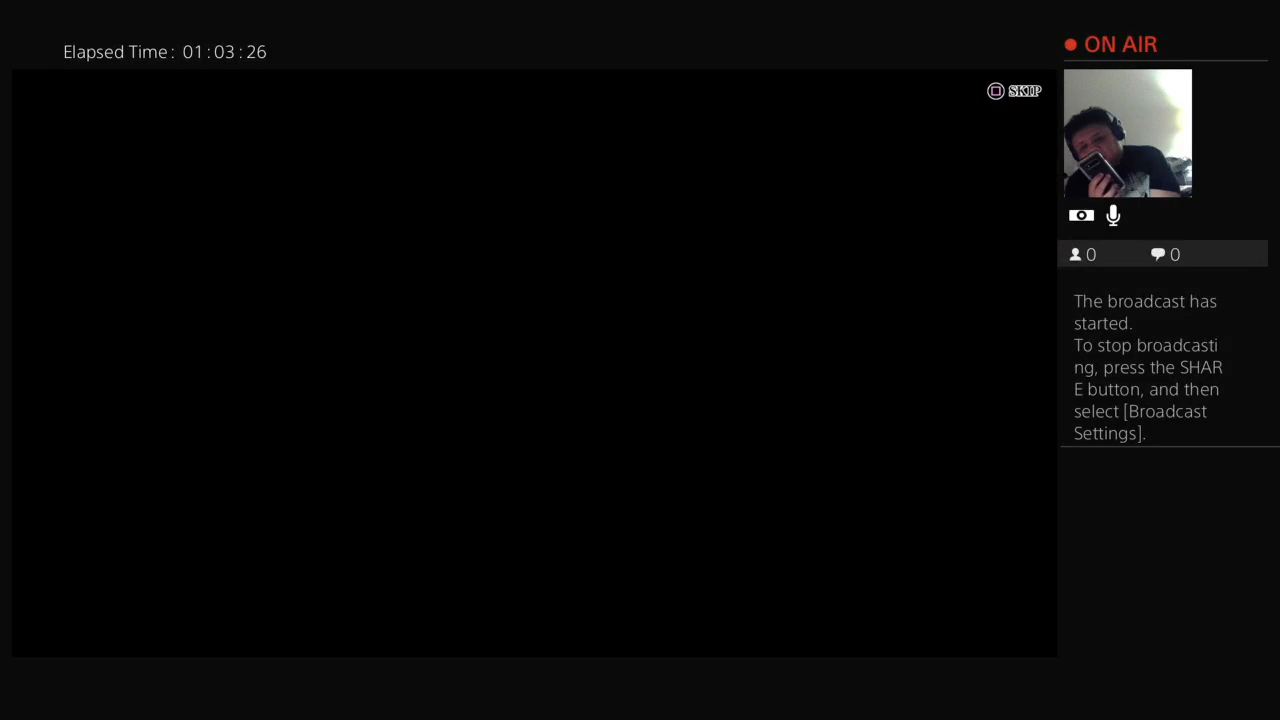 Elapsed Time: 01:03:26
ON AIR
SKIP
0 0
The broadcast has
started.
To stop broadcasti
ng, press the SHAR
E button, and then
select [Broadcast
Settings].